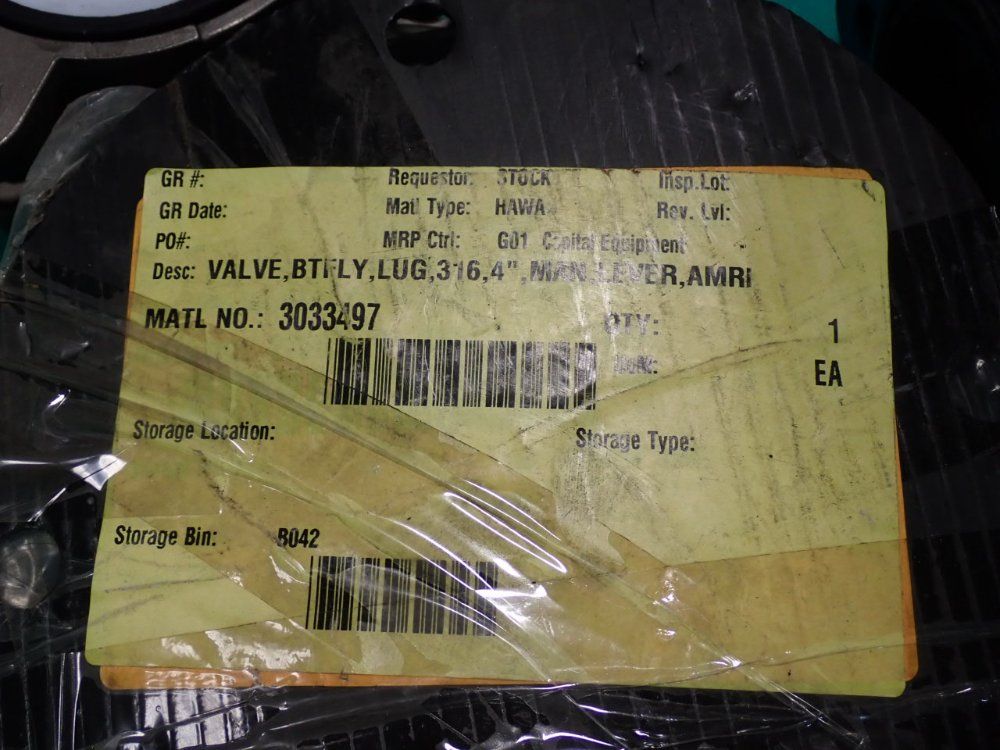 GR #: Requestor: STOCK Insp.Lot:
GR Date: Matl Type: HAWA Rev. Lvl:
PO#: MRP Ctrl: G01 Capital Equipment
Desc: VALVE,BTFLY,LUG,316,4",MAN,LEVER,AMRI
MATL NO.: 3033497 QTY: 1
EA
Storage Location: Storage Type:
Storage Bin: B042